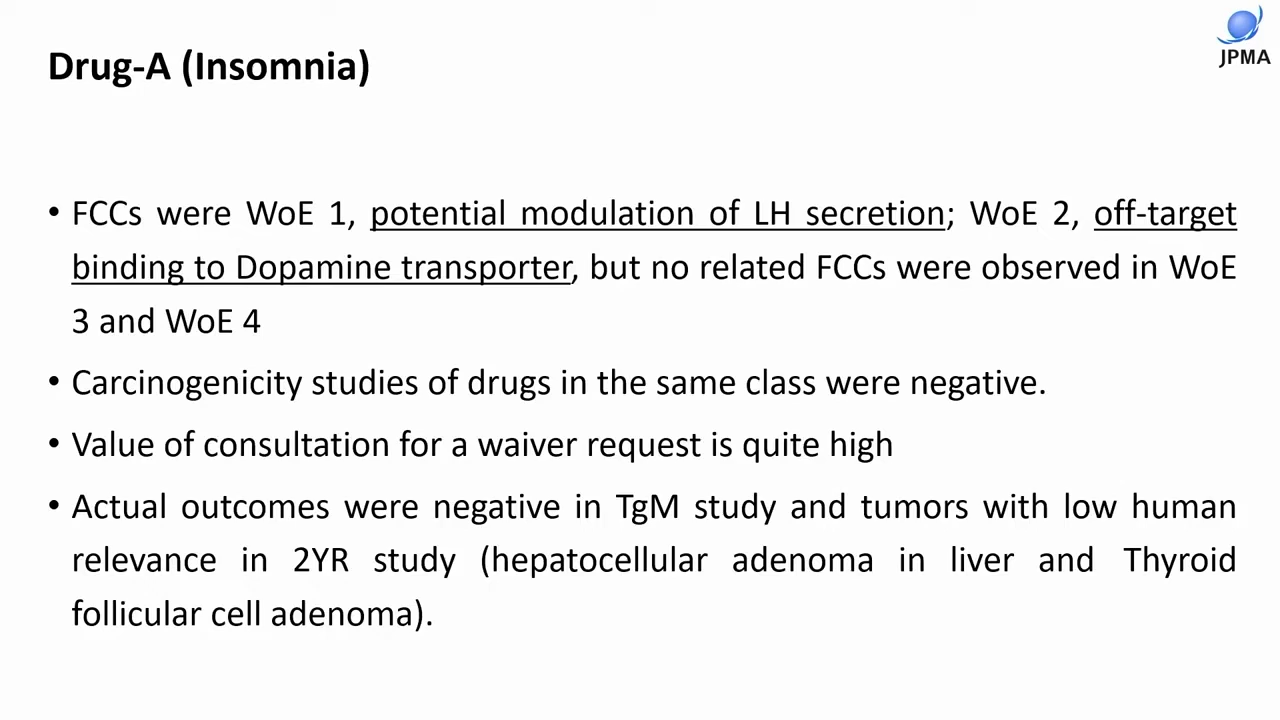 JPMA
Drug-A (Insomnia)
• FCCs were WoE 1, potential modulation of LH secretion; WoE 2, off-target
binding to Dopamine transporter, but no related FCCs were observed in WoE
3 and WoE 4
• Carcinogenicity studies of drugs in the same class were negative.
• Value of consultation for a waiver request is quite high
• Actual outcomes were negative in TgM study and tumors with low human
relevance in 2YR study (hepatocellular adenoma in liver and Thyroid
follicular cell adenoma).